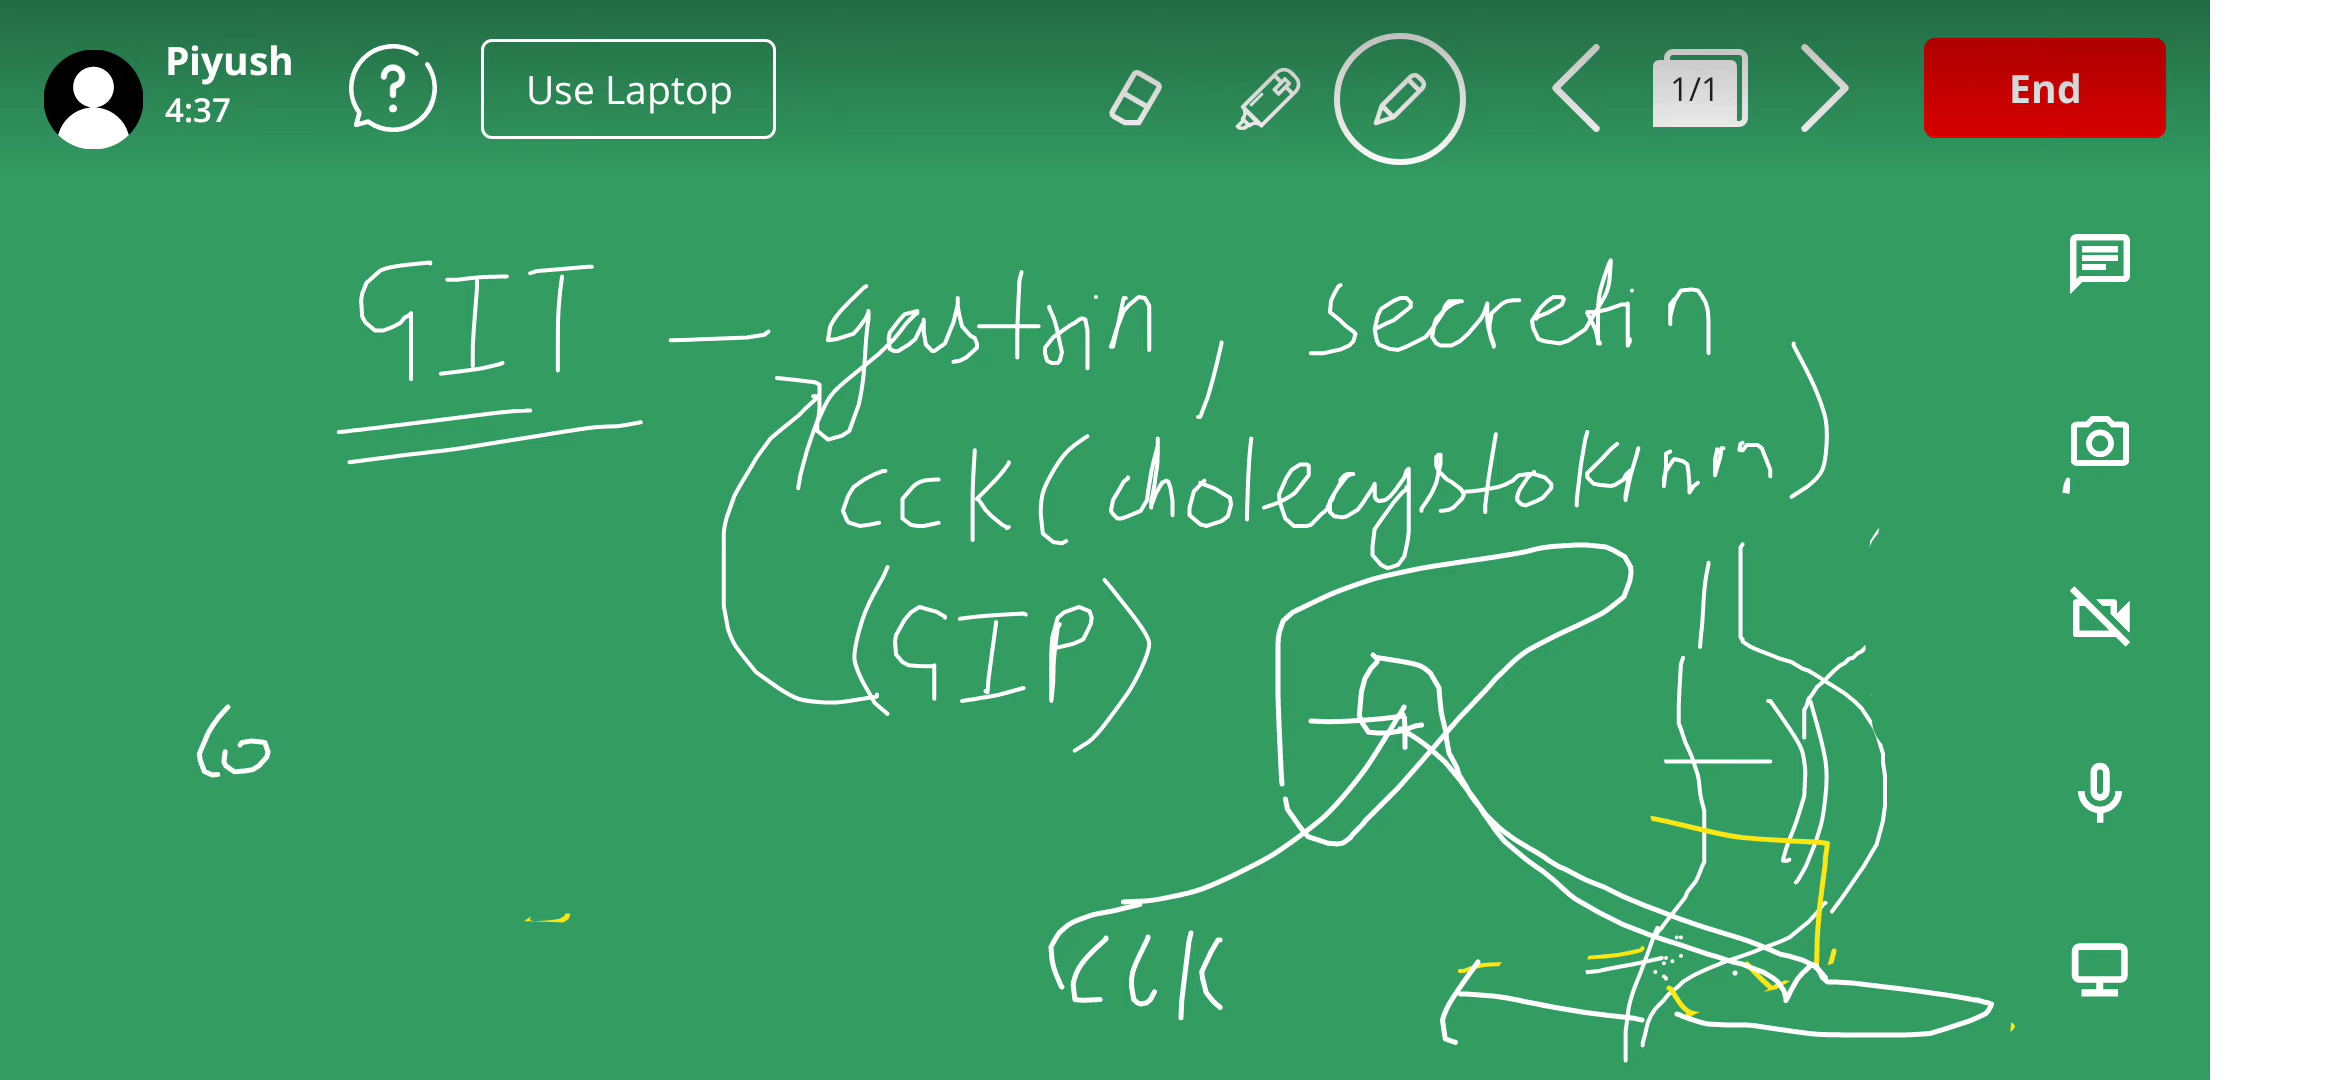 Piyush
4:37
?
Use Laptop
1/1
End
GIT — gastrin, secretin
CCK (cholecystokinin)
(GIP)
CCK